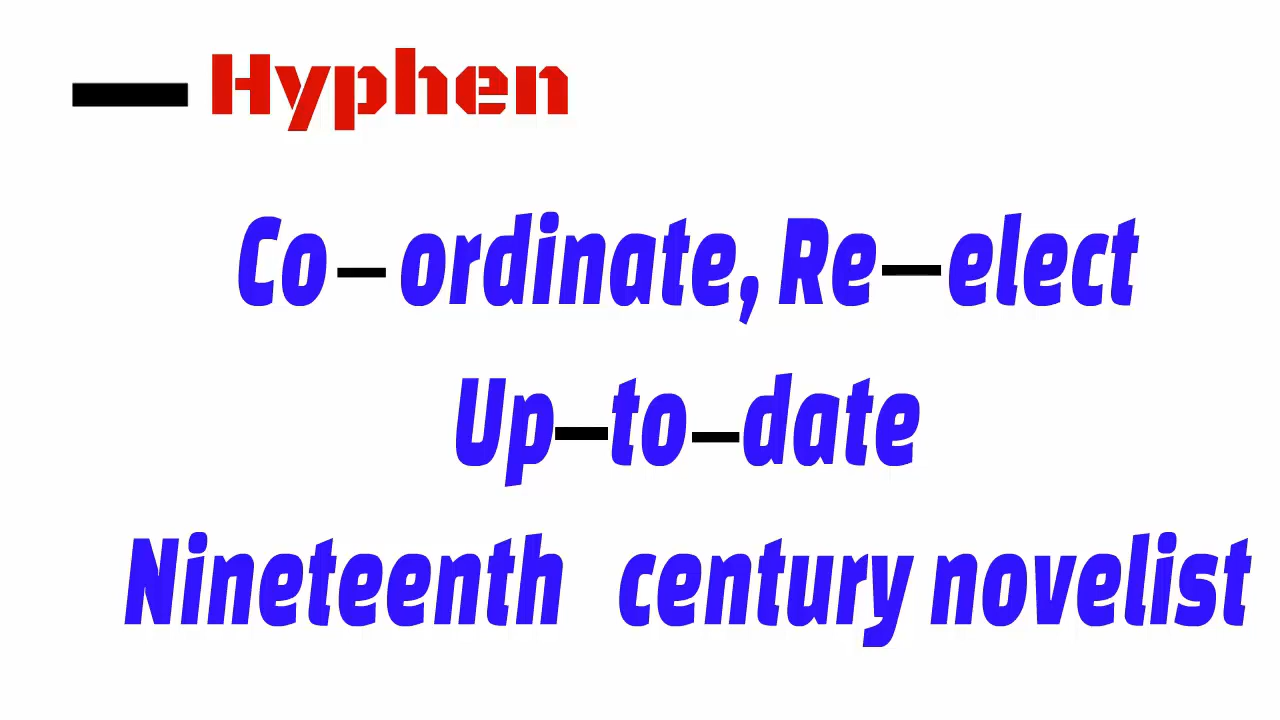 — Hyphen
Co-ordinate, Re-elect
Up-to-date
Nineteenth century novelist